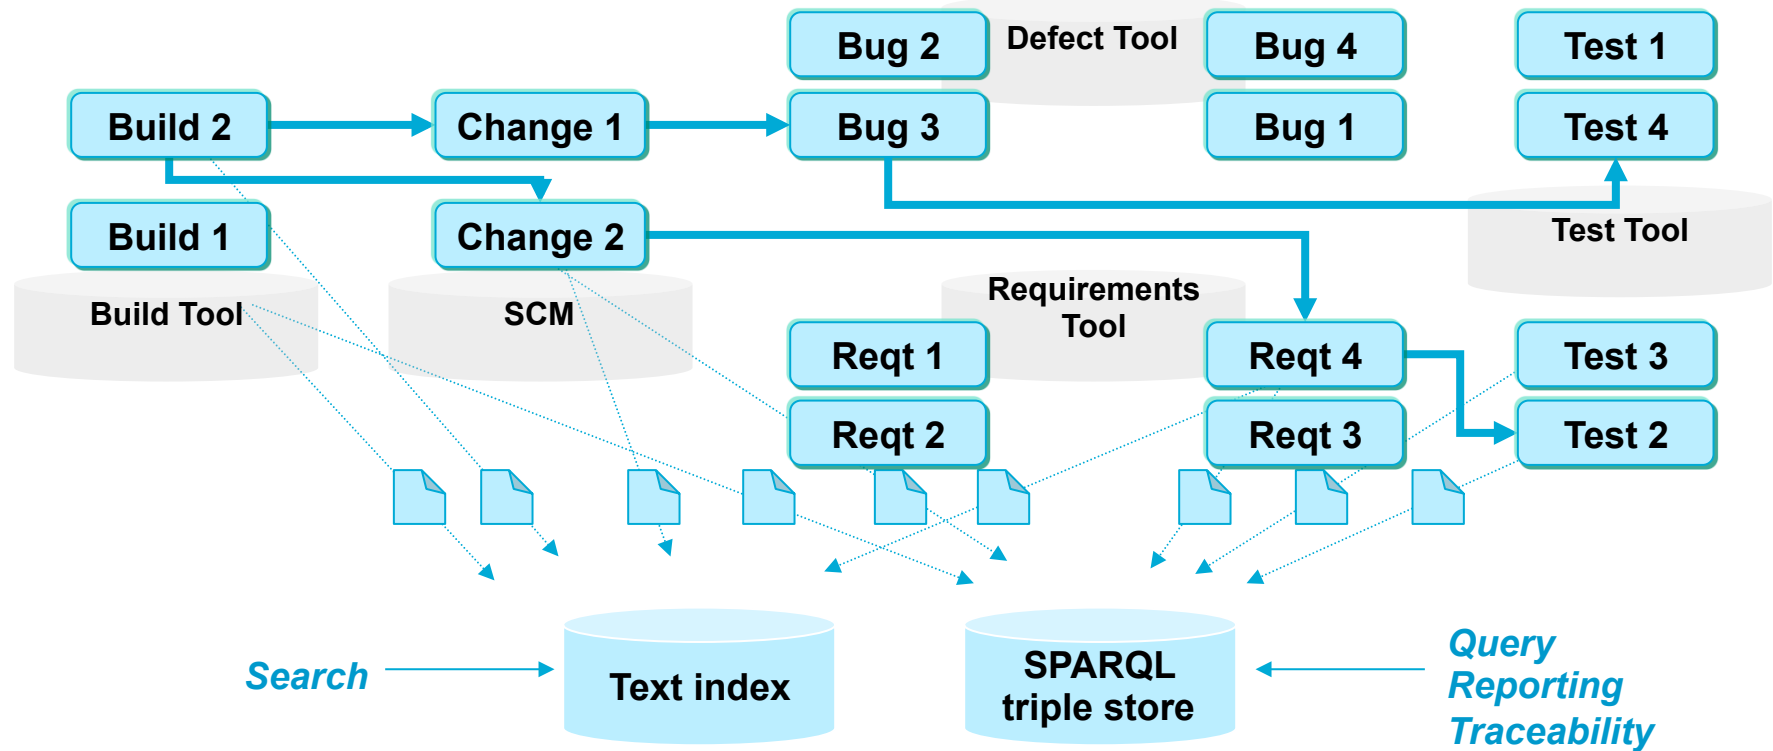 Bug 2
Defect Tool
Bug 4
Test 1
Build 2
Change 1
Bug 3
Bug 1
Test 4
Build 1
Change 2
Test Tool
Build Tool
SCM
Requirements
Tool
Reqt 1
Reqt 4
Test 3
Reqt 2
Reqt 3
Test 2
Search
Text index
SPARQL
triple store
Query
Reporting
Traceability